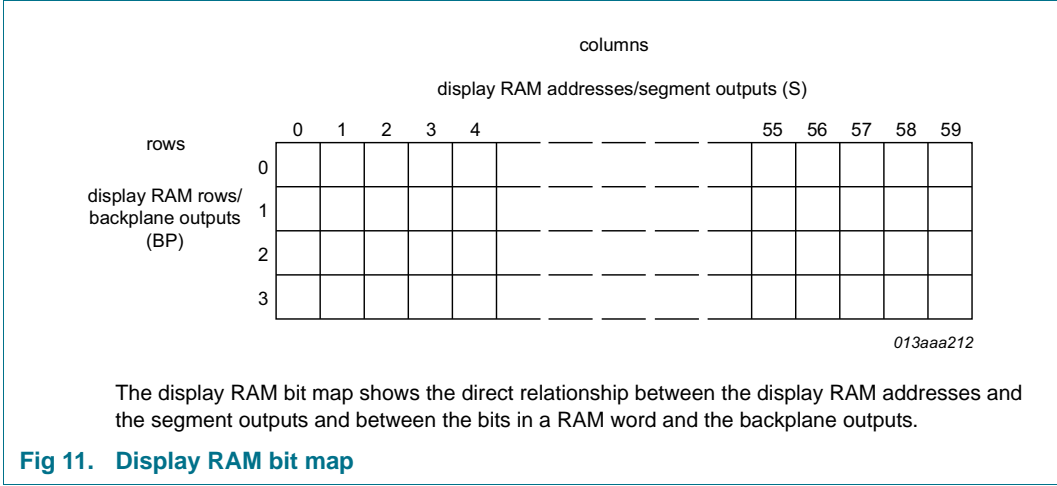 columns
display RAM addresses/segment outputs (S)
0 1 2 3 4 55 56 57 58 59
rows
0
display RAM rows/
1
backplane outputs
(BP)
2
3
013aaa212
The display RAM bit map shows the direct relationship between the display RAM addresses and
the segment outputs and between the bits in a RAM word and the backplane outputs.
Fig 11. Display RAM bit map